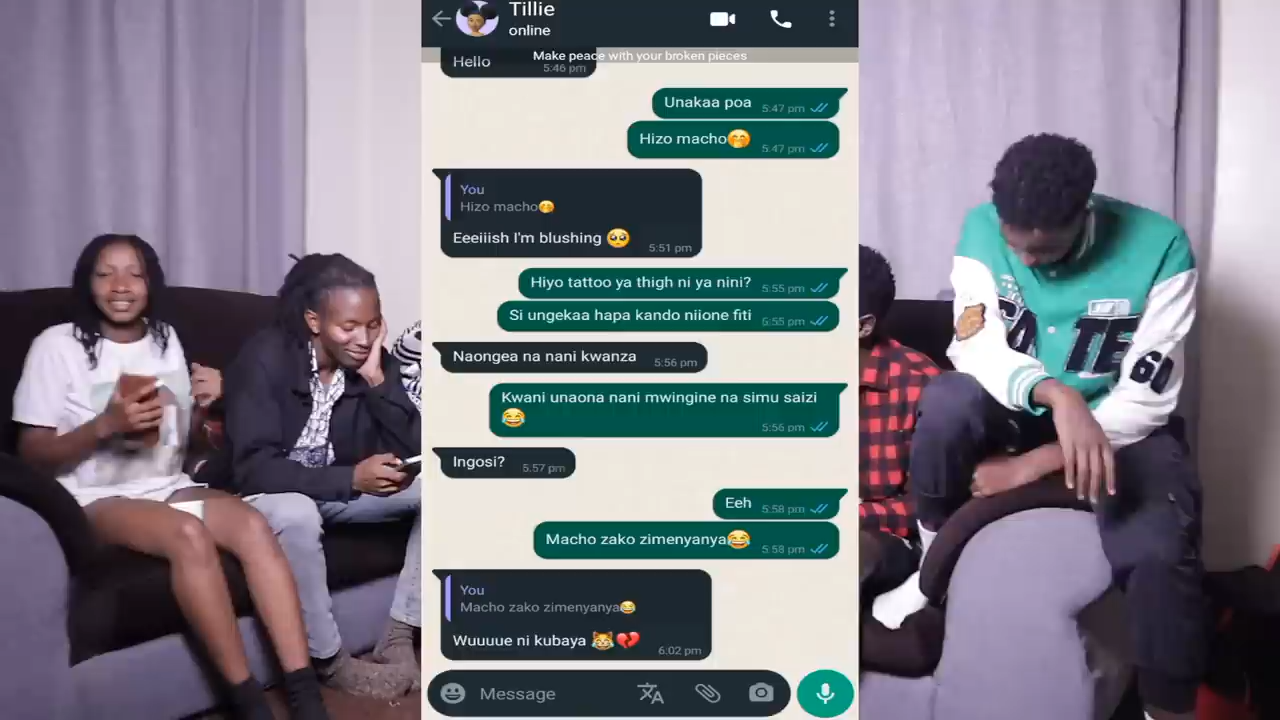 Tillie
online
Make peace with your broken pieces
Hello
5:46 pm
Unakaa poa 5:47 pm
Hizo macho🤭 5:47 pm
You
Hizo macho🤭
Eeeiiish I'm blushing 🥺 5:51 pm
Hiyo tattoo ya thigh ni ya nini? 5:55 pm
Si ungekaa hapa kando niione fiti 5:55 pm
Naongea na nani kwanza 5:56 pm
Kwani unaona nani mwingine na simu saizi
😂 5:56 pm
Ingosi? 5:57 pm
Eeh 5:58 pm
Macho zako zimenyanya😂 5:58 pm
You
Macho zako zimenyanya😂
Wuuuue ni kubaya 😹💔 6:02 pm
Message
60